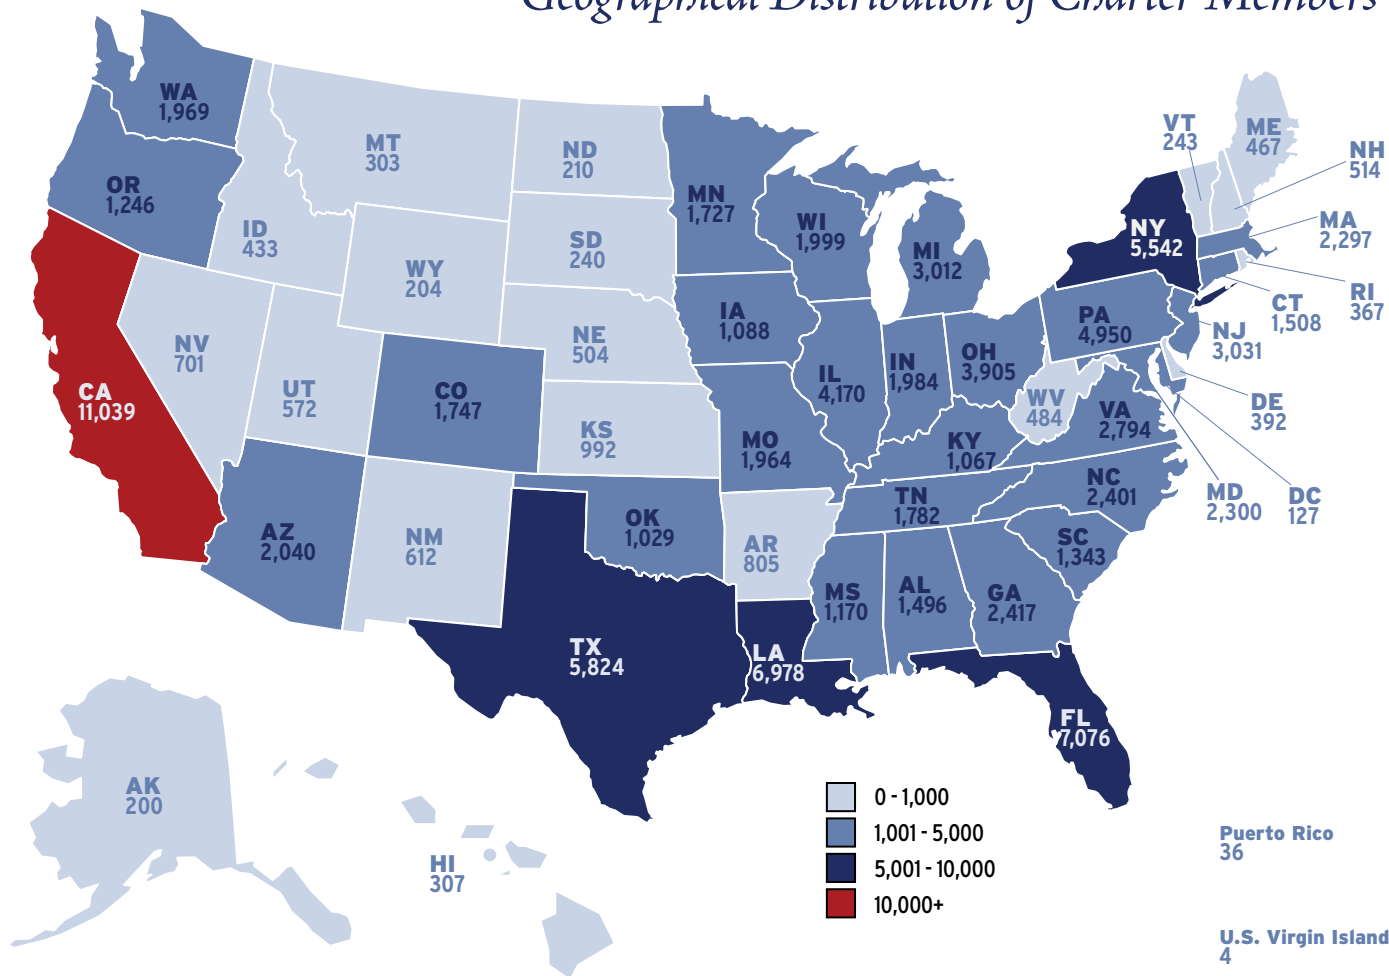 Geographical Distribution of Charter Members
WA
1,969
OR
1,246
CA
11,039
MT
303
ID
433
WY
204
NV
701
UT
572
CO
1,747
AZ
2,040
NM
612
ND
210
SD
240
NE
504
KS
992
OK
1,029
TX
5,824
MN
1,727
IA
1,088
MO
1,964
AR
805
LA
6,978
WI
1,999
IL
4,170
MI
3,012
IN
1,984
OH
3,905
KY
1,067
TN
1,782
MS
1,170
AL
1,496
GA
2,417
FL
7,076
SC
1,343
NC
2,401
VA
2,794
WV
484
PA
4,950
NY
5,542
VT
243
ME
467
NH
514
MA
2,297
RI
367
CT
1,508
NJ
3,031
DE
392
MD
2,300
DC
127
AK
200
HI
307
0 - 1,000
1,001 - 5,000
5,001 - 10,000
10,000+
Puerto Rico
36
U.S. Virgin Island
4